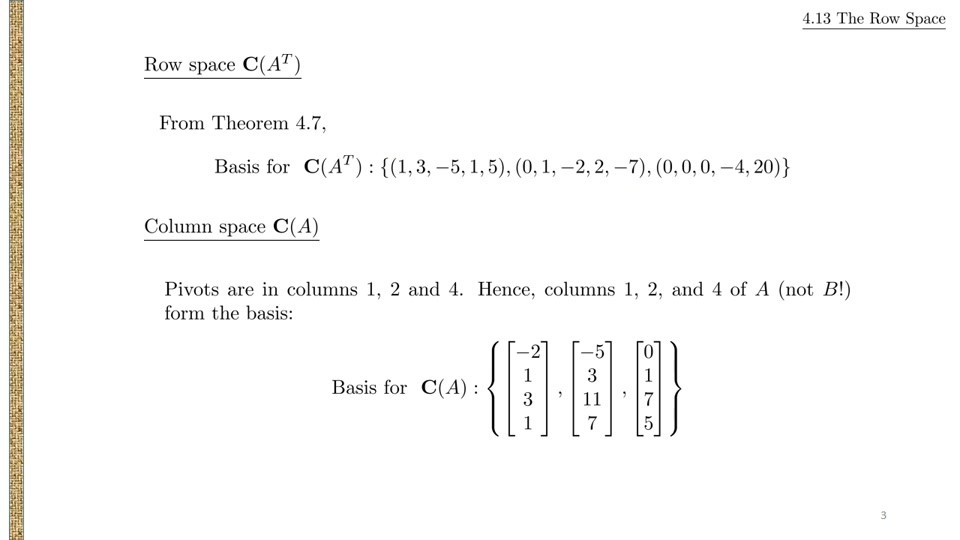 4.13 The Row Space
Row space C(Aᵀ)
From Theorem 4.7,
Basis for C(Aᵀ) : {(1, 3, −5, 1, 5), (0, 1, −2, 2, −7), (0, 0, 0, −4, 20)}
Column space C(A)
Pivots are in columns 1, 2 and 4. Hence, columns 1, 2, and 4 of A (not B!)
form the basis:
Basis for C(A) : { [−2 1 3 1], [−5 3 11 7], [0 1 7 5] }
3